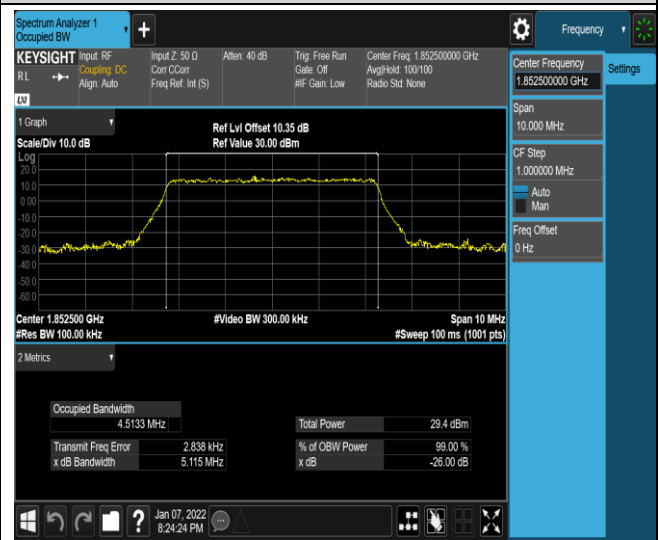 Spectrum Analyzer 1
Occupied BW
+
Frequency
KEYSIGHT
R L
LXI
Input: RF
Coupling: DC
Align: Auto
Input Z: 50 Ω
Corr CCorr
Freq Ref: Int (S)
Atten: 40 dB
Trig: Free Run
Gate: Off
#IF Gain: Low
Center Freq: 1.852500000 GHz
Avg|Hold: 100/100
Radio Std: None
Center Frequency
1.852500000 GHz
Settings
Span
10.000 MHz
CF Step
1.000000 MHz
Auto
Man
Freq Offset
0 Hz
1 Graph
Scale/Div 10.0 dB
Ref Lvl Offset 10.35 dB
Ref Value 30.00 dBm
Log
20.0
10.0
0.00
-10.0
-20.0
-30.0
-40.0
-50.0
-60.0
Center 1.852500 GHz
#Video BW 300.00 kHz
Span 10 MHz
#Res BW 100.00 kHz
#Sweep 100 ms (1001 pts)
2 Metrics
Occupied Bandwidth
4.5133 MHz
Total Power 29.4 dBm
Transmit Freq Error 2.838 kHz
% of OBW Power 99.00 %
x dB Bandwidth 5.115 MHz
x dB -26.00 dB
?
Jan 07, 2022
8:24:24 PM